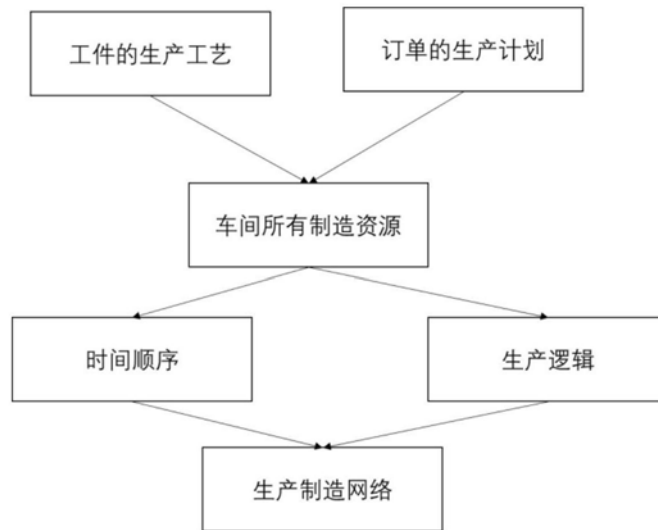 工件的生产工艺
订单的生产计划
车间所有制造资源
时间顺序
生产逻辑
生产制造网络